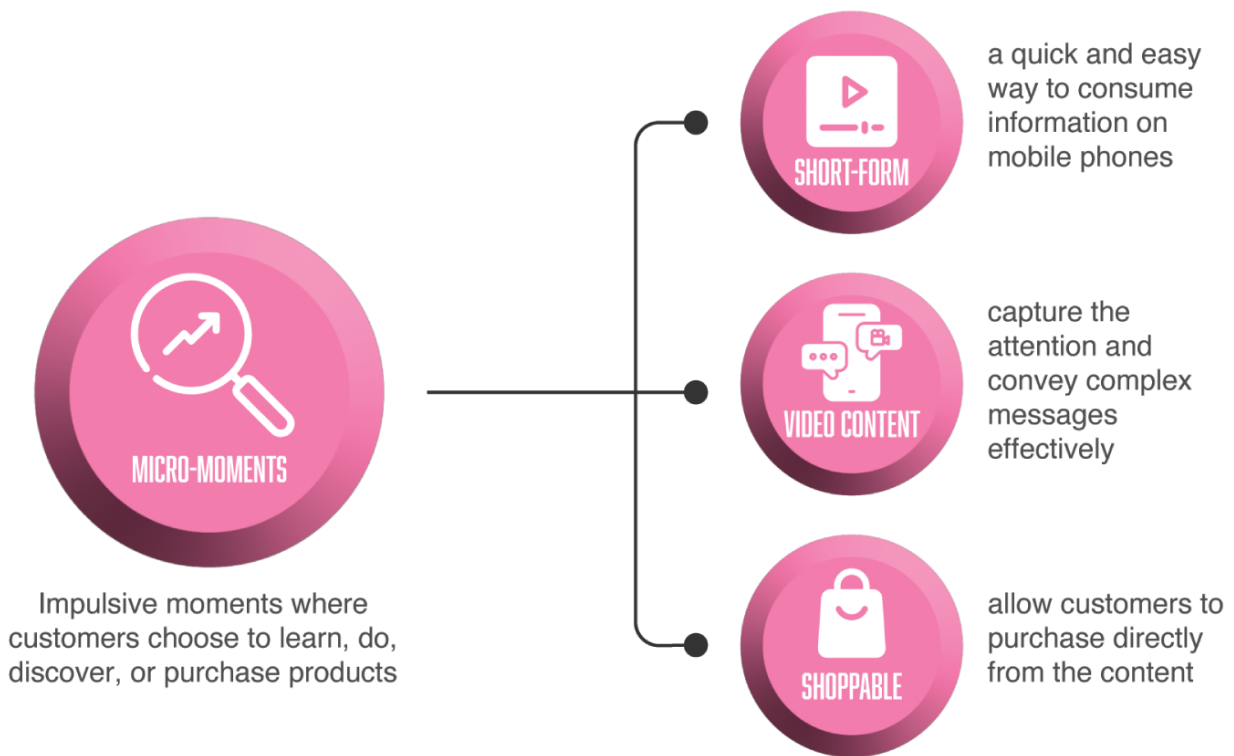 MICRO-MOMENTS
Impulsive moments where
customers choose to learn, do,
discover, or purchase products
SHORT-FORM
a quick and easy
way to consume
information on
mobile phones
VIDEO CONTENT
capture the
attention and
convey complex
messages
effectively
SHOPPABLE
allow customers to
purchase directly
from the content